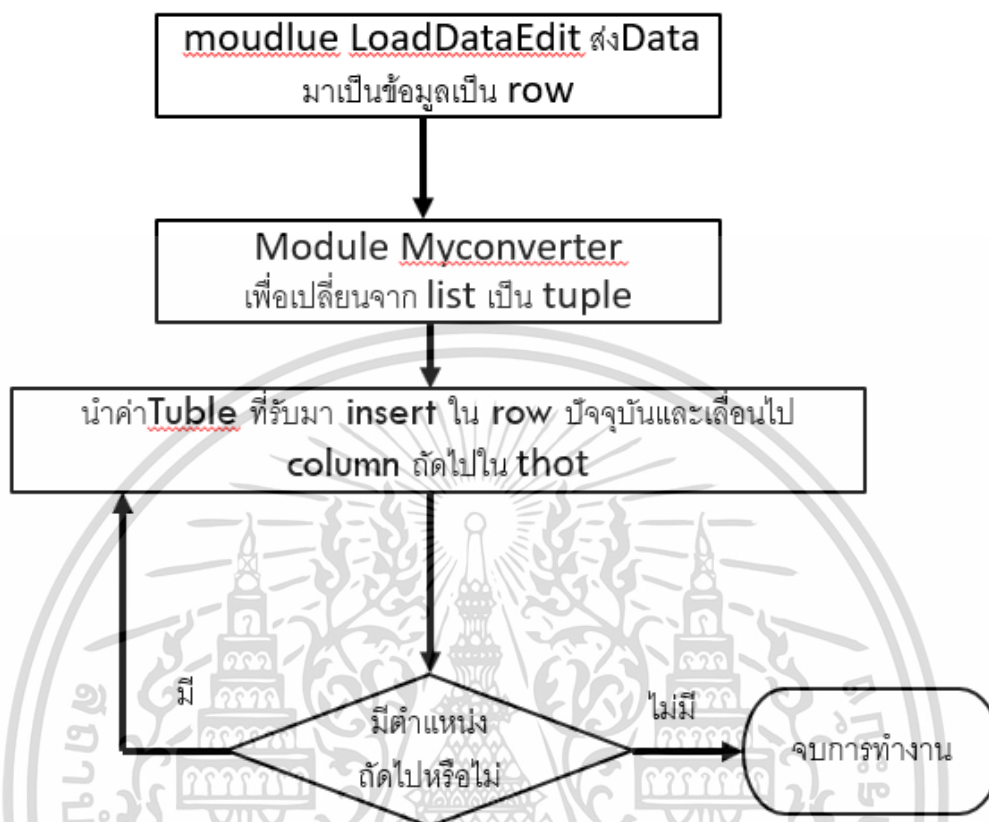 moudlue LoadDataEdit ส่งData
มาเป็นข้อมูลเป็น row
Module Myconverter
เพื่อเปลี่ยนจาก list เป็น tuple
นำค่าTuble ที่รับมา insert ใน row ปัจจุบันและเลื่อนไป
column ถัดไปใน thot
มี
มีตำแหน่ง
ถัดไปหรือไม่
ไม่มี
จบการทำงาน